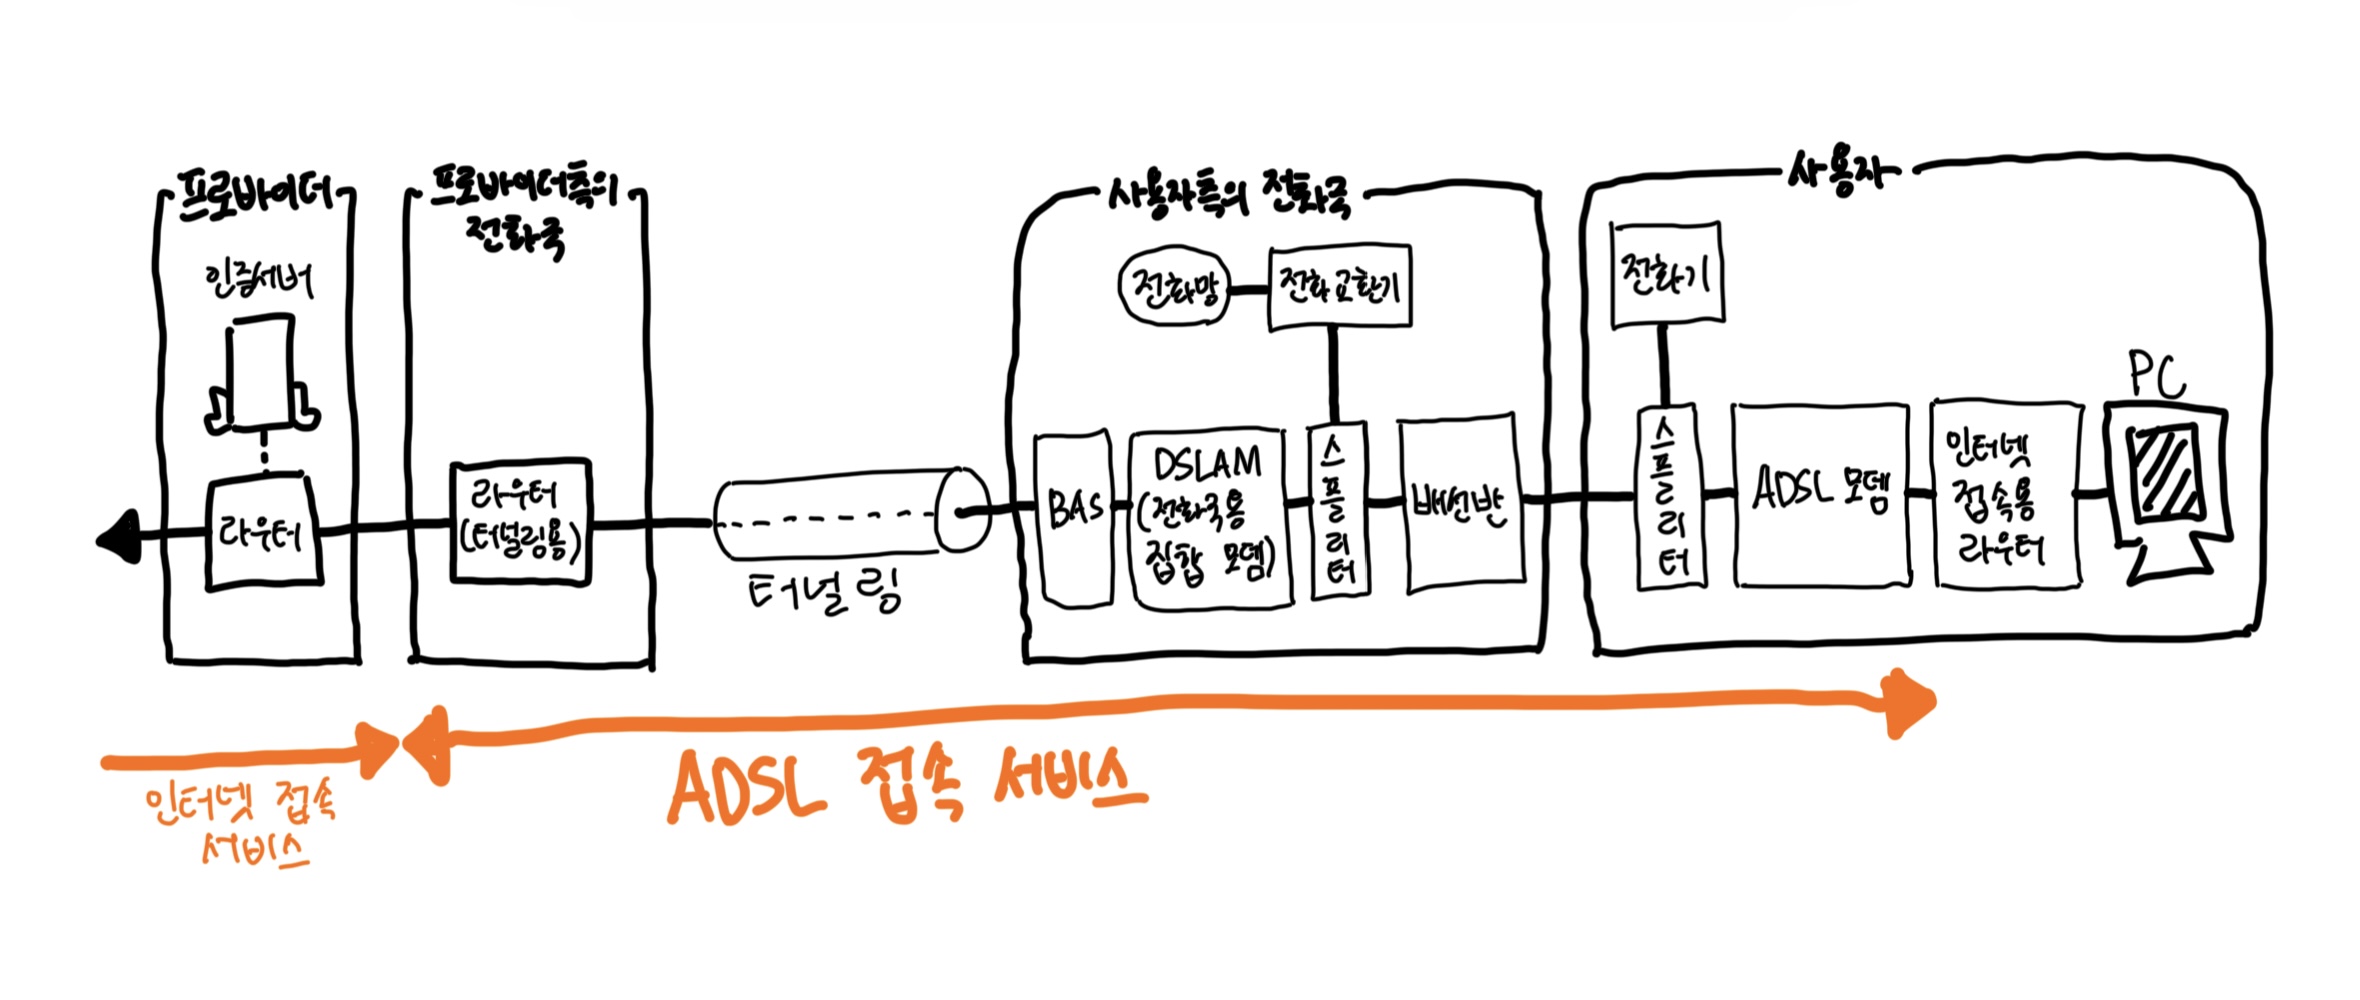 프로바이더
인증서버
라우터
프로바이더측의
전화국
라우터
(터널링용)
터널링
사용자측의 전화국
전화망
전화교환기
BAS
DSLAM
(전화국용
집합 모뎀)
스플리터
배선반
사용자
전화기
스플리터
ADSL 모뎀
인터넷
접속용
라우터
PC
인터넷 접속
서비스
ADSL 접속 서비스